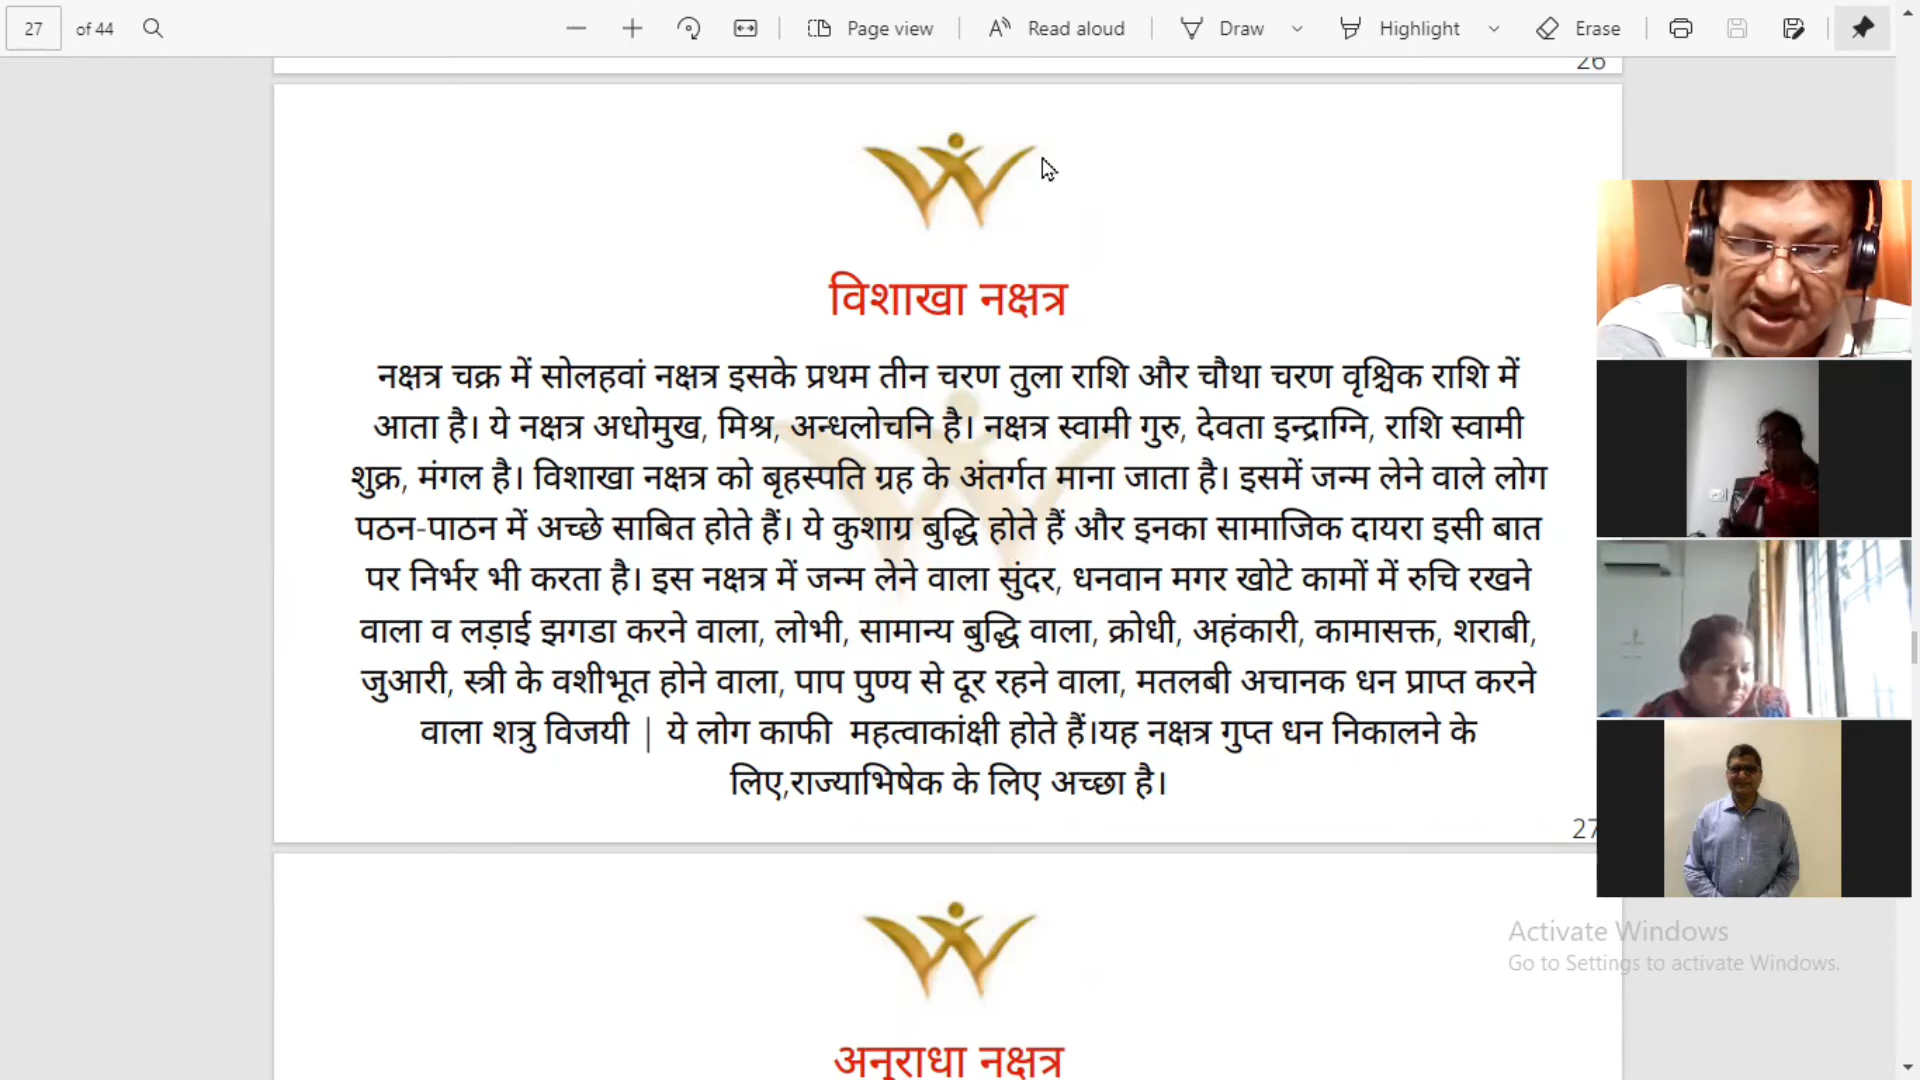 27 of 44 Page view Read aloud Draw Highlight Erase
26
विशाखा नक्षत्र
नक्षत्र चक्र में सोलहवां नक्षत्र इसके प्रथम तीन चरण तुला राशि और चौथा चरण वृश्चिक राशि में
आता है। ये नक्षत्र अधोमुख, मिश्र, अन्धलोचनि है। नक्षत्र स्वामी गुरु, देवता इन्द्राग्नि, राशि स्वामी
शुक्र, मंगल है। विशाखा नक्षत्र को बृहस्पति ग्रह के अंतर्गत माना जाता है। इसमें जन्म लेने वाले लोग
पठन-पाठन में अच्छे साबित होते हैं। ये कुशाग्र बुद्धि होते हैं और इनका सामाजिक दायरा इसी बात
पर निर्भर भी करता है। इस नक्षत्र में जन्म लेने वाला सुंदर, धनवान मगर खोटे कामों में रुचि रखने
वाला व लड़ाई झगडा करने वाला, लोभी, सामान्य बुद्धि वाला, क्रोधी, अहंकारी, कामासक्त, शराबी,
जुआरी, स्त्री के वशीभूत होने वाला, पाप पुण्य से दूर रहने वाला, मतलबी अचानक धन प्राप्त करने
वाला शत्रु विजयी | ये लोग काफी महत्वाकांक्षी होते हैं।यह नक्षत्र गुप्त धन निकालने के
लिए,राज्याभिषेक के लिए अच्छा है।
27
Activate Windows
Go to Settings to activate Windows.
अनुराधा नक्षत्र